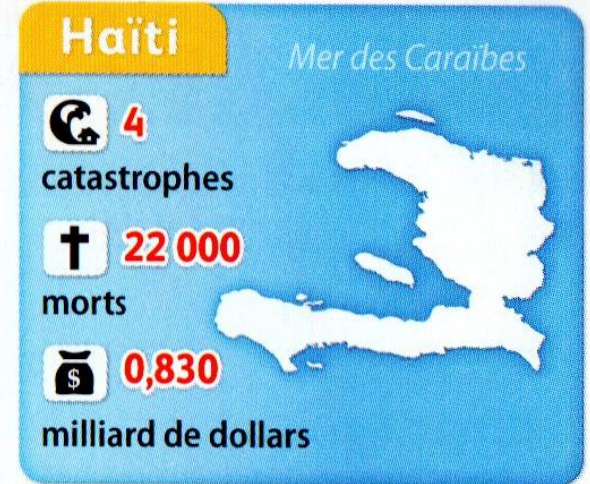 Haïti
Mer des Caraïbes
4
catastrophes
22 000
morts
$ 0,830
milliard de dollars